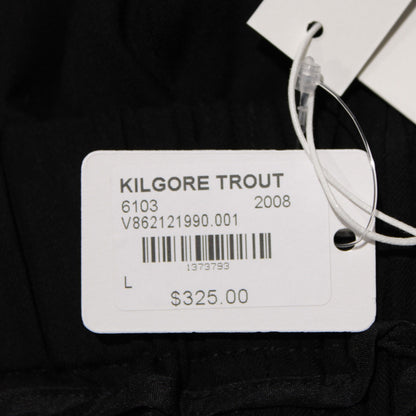 KILGORE TROUT
6103 2008
V862121990.001
1373793
L
$325.00